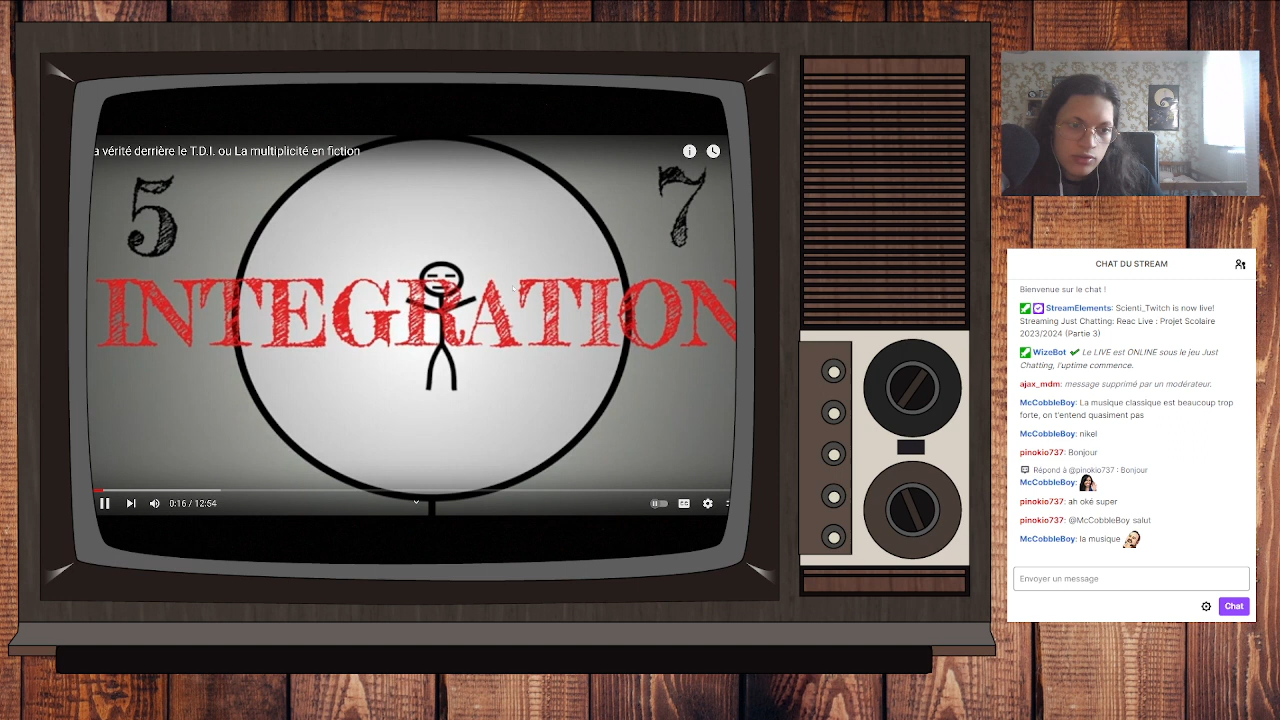 a vérité derrière le T.D.I. ou La multiplicité en fiction
5 7
INTEGRATION
0:16 / 12:54
CHAT DU STREAM
Bienvenue sur le chat !
StreamElements: Scienti_Twitch is now live!
Streaming Just Chatting: Reac Live : Projet Scolaire
2023/2024 (Partie 3)
WizeBot ✔ Le LIVE est ONLINE sous le jeu Just
Chatting, l'uptime commence.
ajax_mdm: message supprimé par un modérateur.
McCobbleBoy: La musique classique est beaucoup trop
forte, on t'entend quasiment pas
McCobbleBoy: nikel
pinokio737: Bonjour
Répond à @pinokio737 : Bonjour
McCobbleBoy:
pinokio737: ah oké super
pinokio737: @McCobbleBoy salut
McCobbleBoy: la musique
Envoyer un message
Chat